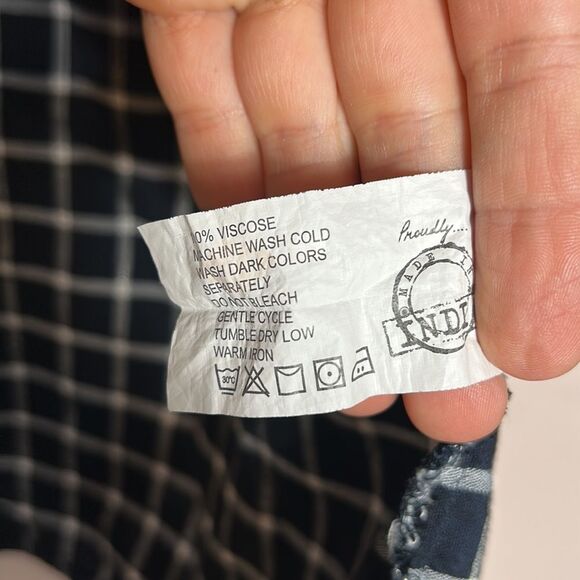 0% VISCOSE
MACHINE WASH COLD
WASH DARK COLORS
SEPARATELY
DO NOT BLEACH
GENTLE CYCLE
TUMBLE DRY LOW
WARM IRON
30°C
Proudly....
MADE IN
INDI